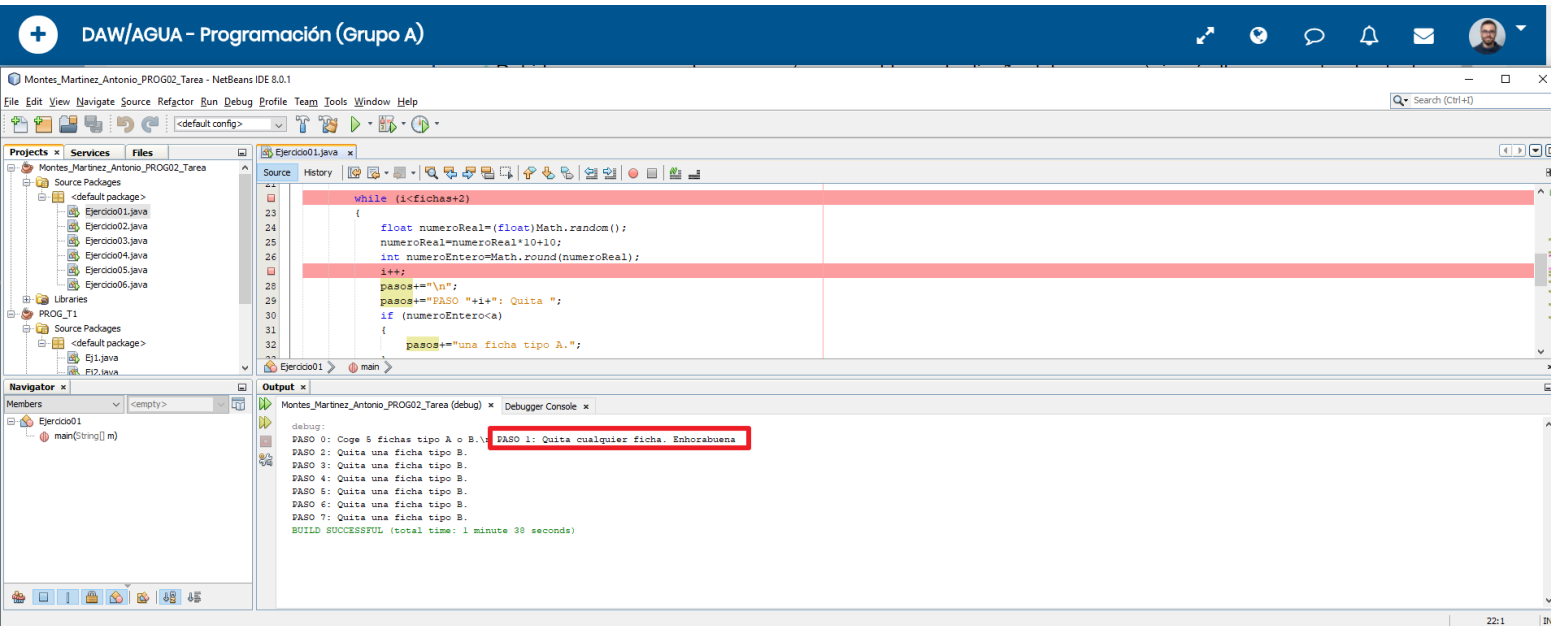 DAW/AGUA - Programación (Grupo A)
Montes_Martinez_Antonio_PROG02_Tarea - NetBeans IDE 8.0.1
File Edit View Navigate Source Refactor Run Debug Profile Team Tools Window Help
Search (Ctrl+I)
<default config>
Projects × Services Files
Montes_Martinez_Antonio_PROG02_Tarea
Source Packages
<default package>
Ejercicio01.java
Ejercicio02.java
Ejercicio03.java
Ejercicio04.java
Ejercicio05.java
Ejercicio06.java
Libraries
PROG_T1
Source Packages
<default package>
Ej1.java
Ej2.java
Ejercicio01.java ×
Source History
21
while (i<fichas+2)
23 {
24 float numeroReal=(float)Math.random();
25 numeroReal=numeroReal*10+10;
26 int numeroEntero=Math.round(numeroReal);
i++;
28 pasos+="\n";
29 pasos+="PASO "+i+": Quita ";
30 if (numeroEntero<a)
31 {
32 pasos+="una ficha tipo A.";
Ejercicio01 main
Navigator ×
Members <empty>
Ejercicio01
main(String[] m)
Output ×
Montes_Martinez_Antonio_PROG02_Tarea (debug) × Debugger Console ×
debug:
PASO 0: Coge 5 fichas tipo A o B.\n PASO 1: Quita cualquier ficha. Enhorabuena
PASO 2: Quita una ficha tipo B.
PASO 3: Quita una ficha tipo B.
PASO 4: Quita una ficha tipo B.
PASO 5: Quita una ficha tipo B.
PASO 6: Quita una ficha tipo B.
PASO 7: Quita una ficha tipo B.
BUILD SUCCESSFUL (total time: 1 minute 38 seconds)
22:1